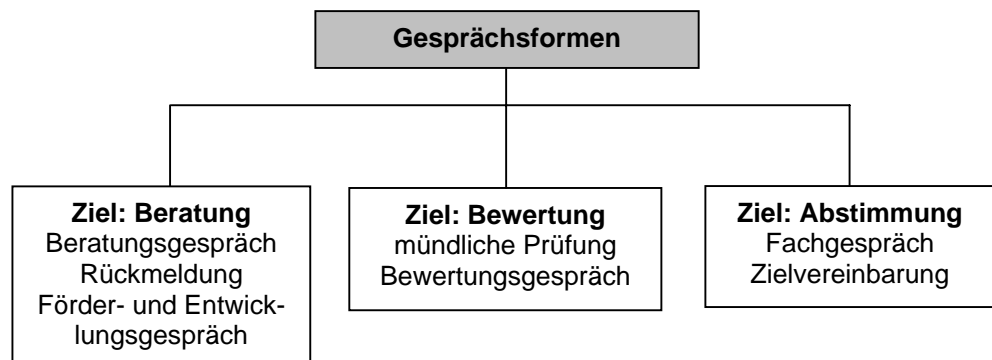 Gesprächsformen
Ziel: Beratung
Beratungsgespräch
Rückmeldung
Förder- und Entwick-
lungsgespräch
Ziel: Bewertung
mündliche Prüfung
Bewertungsgespräch
Ziel: Abstimmung
Fachgespräch
Zielvereinbarung